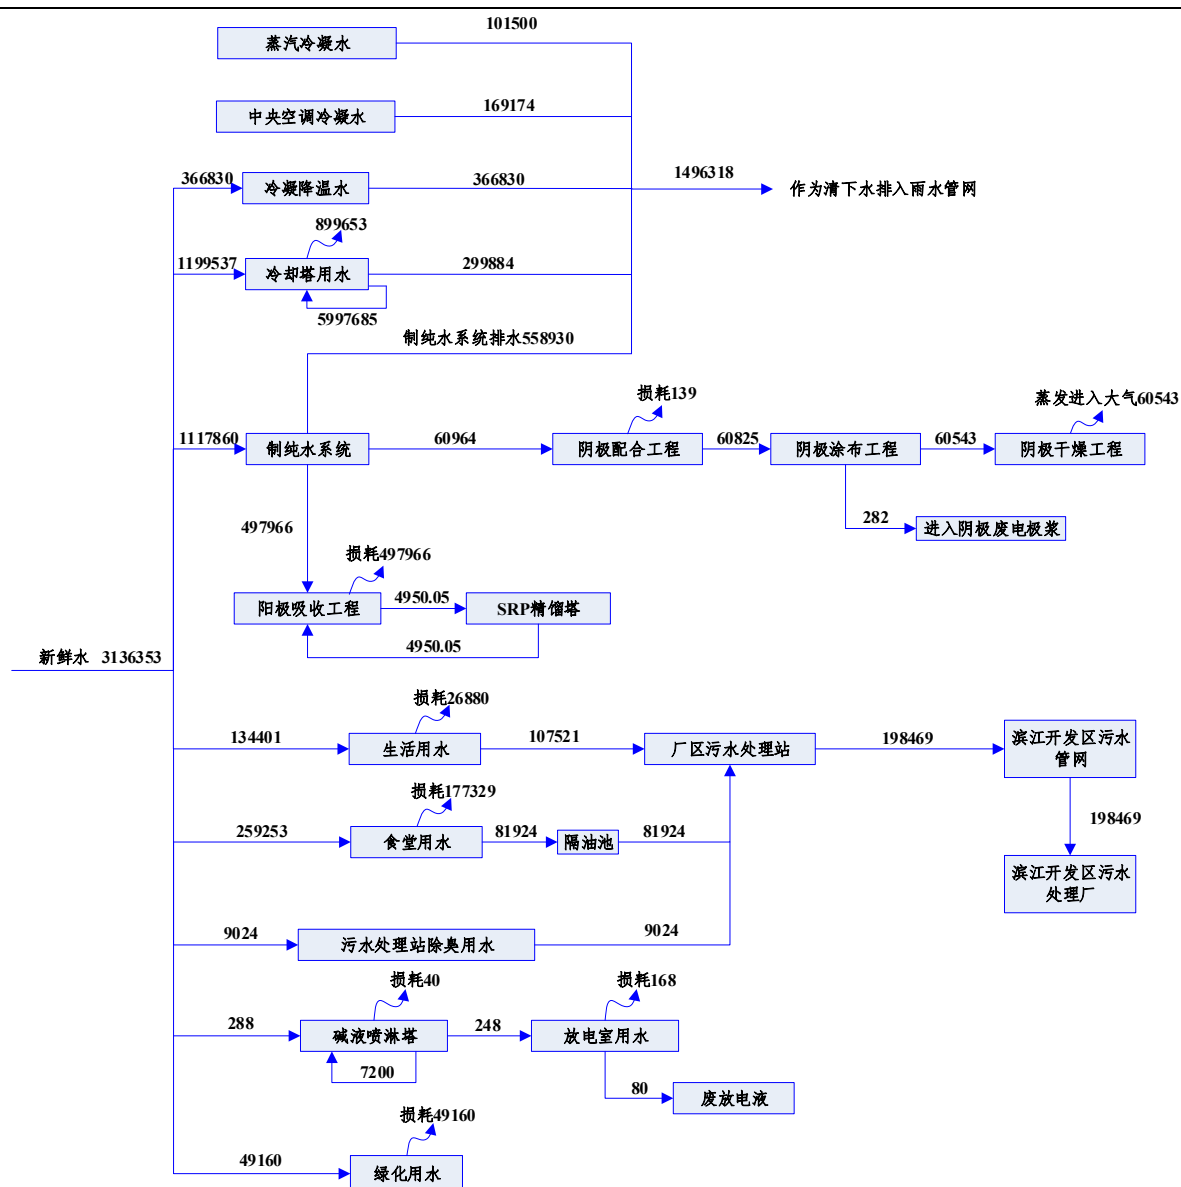 101500
蒸汽冷凝水
169174
中央空调冷凝水
366830
冷凝降温水
366830
1496318
作为清下水排入雨水管网
899653
1199537
冷却塔用水
299884
5997685
制纯水系统排水558930
损耗139
蒸发进入大气60543
1117860
制纯水系统
60964
阴极配合工程
60825
阴极涂布工程
60543
阴极干燥工程
497966
282
进入阴极废电极浆
损耗497966
阳极吸收工程
4950.05
SRP精馏塔
4950.05
新鲜水 3136353
损耗26880
134401
生活用水
107521
厂区污水处理站
198469
滨江开发区污水
管网
损耗177329
259253
食堂用水
81924
隔油池
81924
198469
滨江开发区污水
处理厂
9024
污水处理站除臭用水
9024
损耗40
损耗168
288
碱液喷淋塔
248
放电室用水
7200
80
废放电液
损耗49160
49160
绿化用水